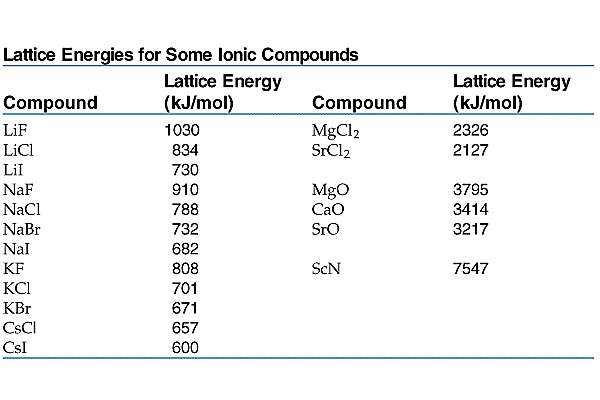 Lattice Energies for Some Ionic Compounds
Lattice Energy Lattice Energy
Compound (kJ/mol) Compound (kJ/mol)
LiF 1030 MgCl₂ 2326
LiCl 834 SrCl₂ 2127
LiI 730
NaF 910 MgO 3795
NaCl 788 CaO 3414
NaBr 732 SrO 3217
NaI 682
KF 808 ScN 7547
KCl 701
KBr 671
CsCl 657
CsI 600